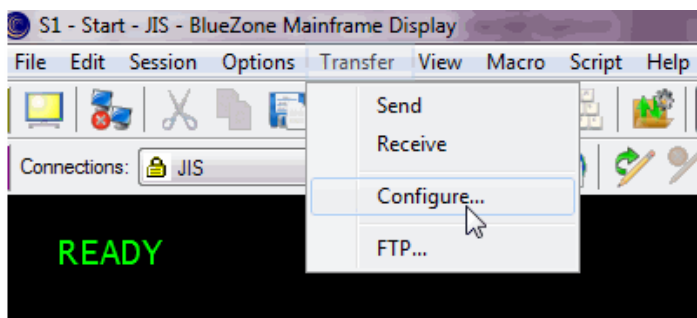 S1 - Start - JIS - BlueZone Mainframe Display
File Edit Session Options Transfer View Macro Script Help
Send
Receive
Connections: JIS
Configure...
FTP...
READY